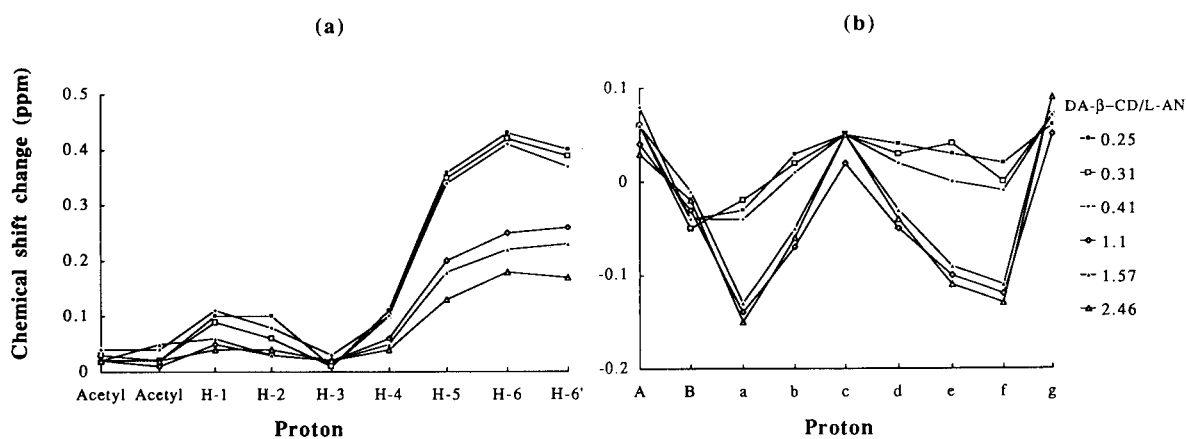 (a)
Chemical shift change (ppm)
0.5
0.4
0.3
0.2
0.1
0
Acetyl Acetyl H-1 H-2 H-3 H-4 H-5 H-6 H-6'
Proton
(b)
0.1
0
-0.1
-0.2
A B a b c d e f g
Proton
DA-β-CD/L-AN
0.25
0.31
0.41
1.1
1.57
2.46